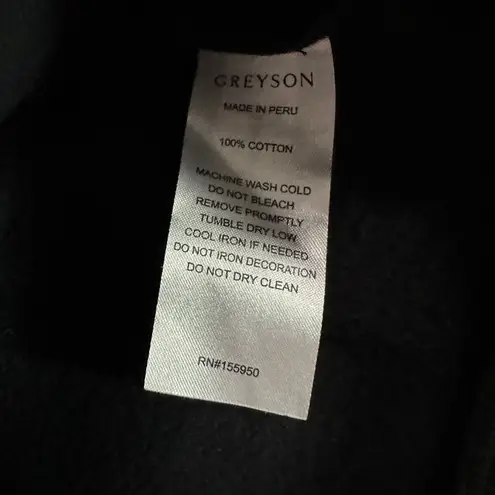 GREYSON
MADE IN PERU
100% COTTON
MACHINE WASH COLD
DO NOT BLEACH
REMOVE PROMPTLY
TUMBLE DRY LOW
COOL IRON IF NEEDED
DO NOT IRON DECORATION
DO NOT DRY CLEAN
RN#155950